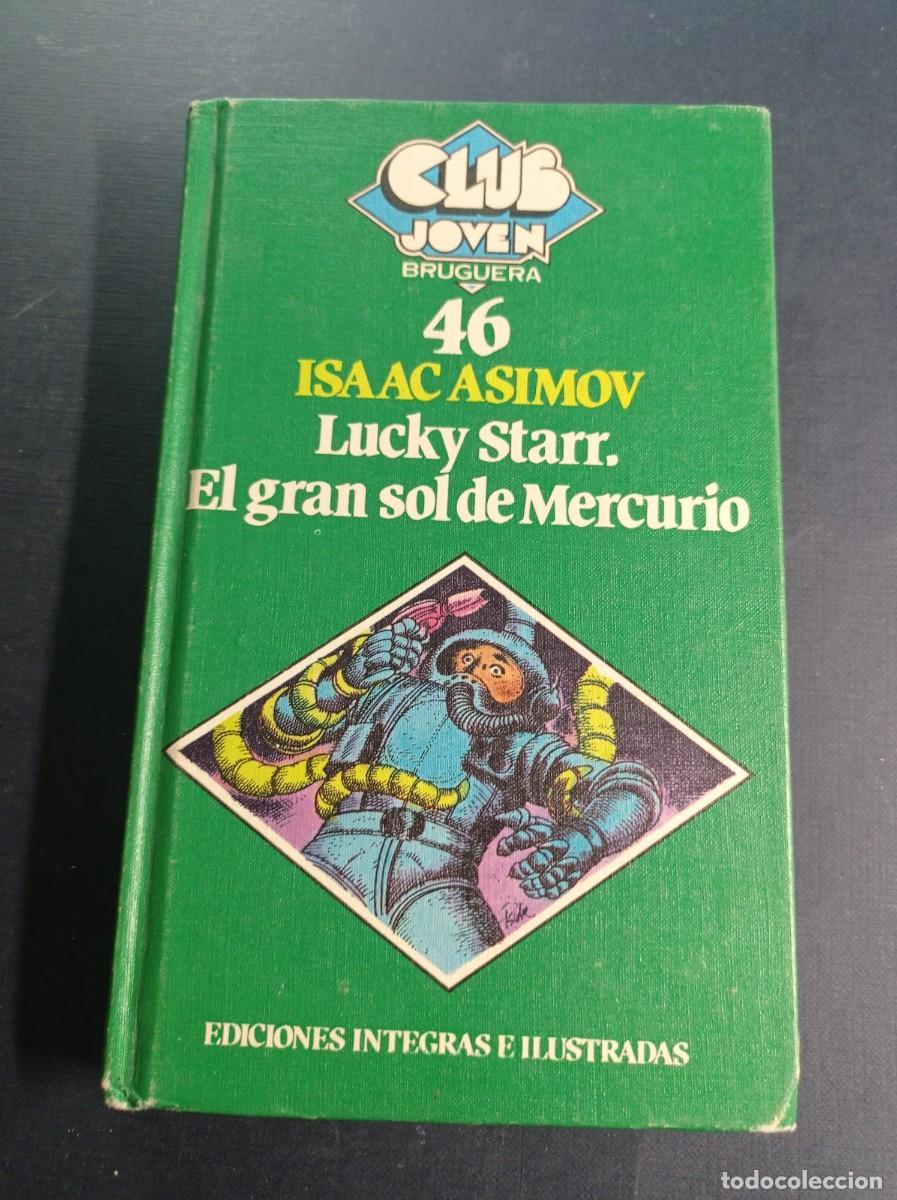 CLUB
JOVEN
BRUGUERA
46
ISAAC ASIMOV
Lucky Starr.
El gran sol de Mercurio
EDICIONES INTEGRAS E ILUSTRADAS
todocoleccion